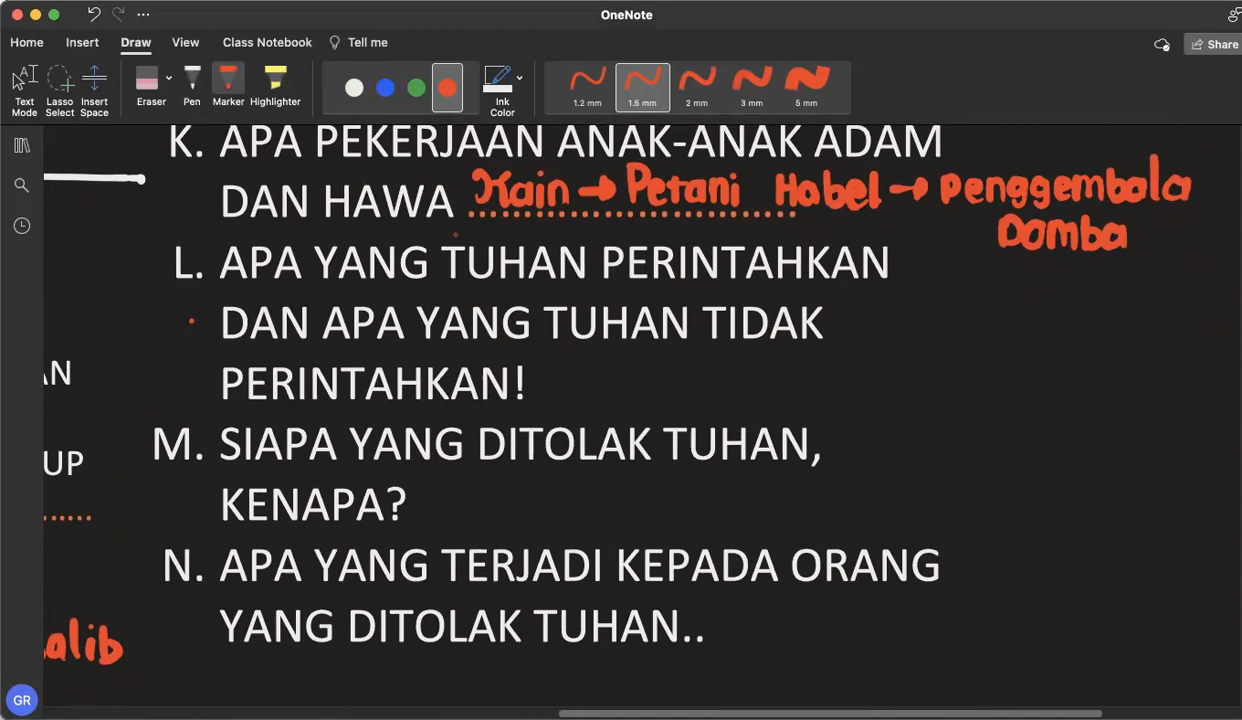 OneNote
Home Insert Draw View Class Notebook Tell me
Share
Text Mode
Lasso Select
Insert Space
Eraser
Pen
Marker
Highlighter
Ink Color
1.2 mm
1.5 mm
2 mm
3 mm
5 mm
K. APA PEKERJAAN ANAK-ANAK ADAM
DAN HAWA Kain → Petani Habel → Penggembala
Domba
L. APA YANG TUHAN PERINTAHKAN
DAN APA YANG TUHAN TIDAK
PERINTAHKAN!
M. SIAPA YANG DITOLAK TUHAN,
KENAPA?
N. APA YANG TERJADI KEPADA ORANG
YANG DITOLAK TUHAN..
AN
UP
alib
GR